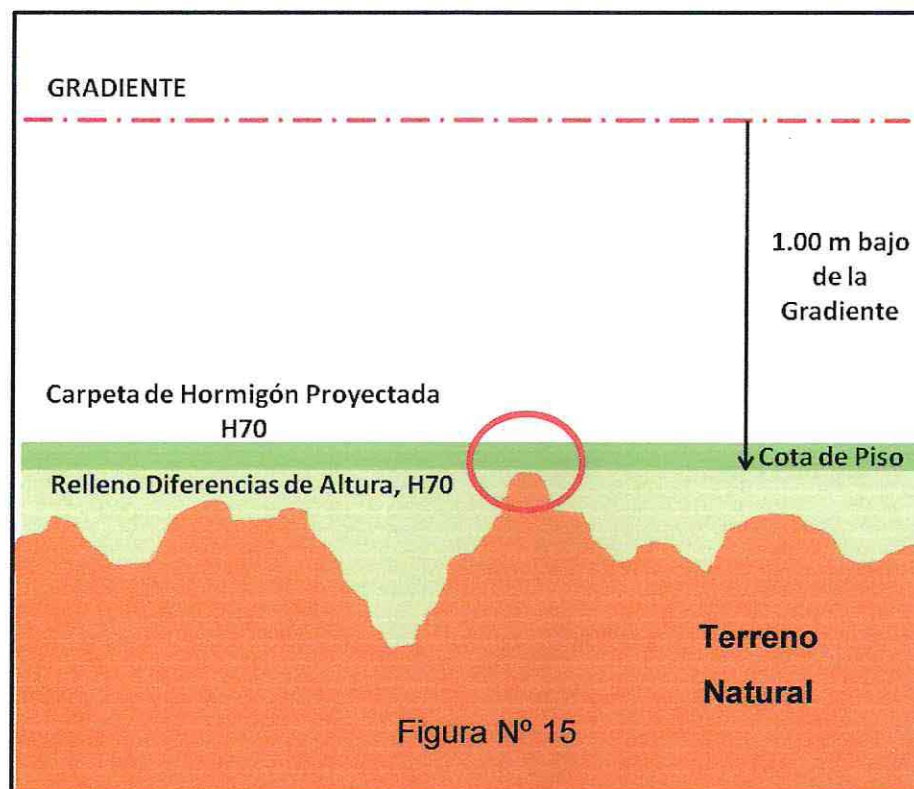 GRADIENTE
1.00 m bajo
de la
Gradiente
Carpeta de Hormigón Proyectada
H70
Cota de Piso
Relleno Diferencias de Altura, H70
Terreno
Natural
Figura Nº 15